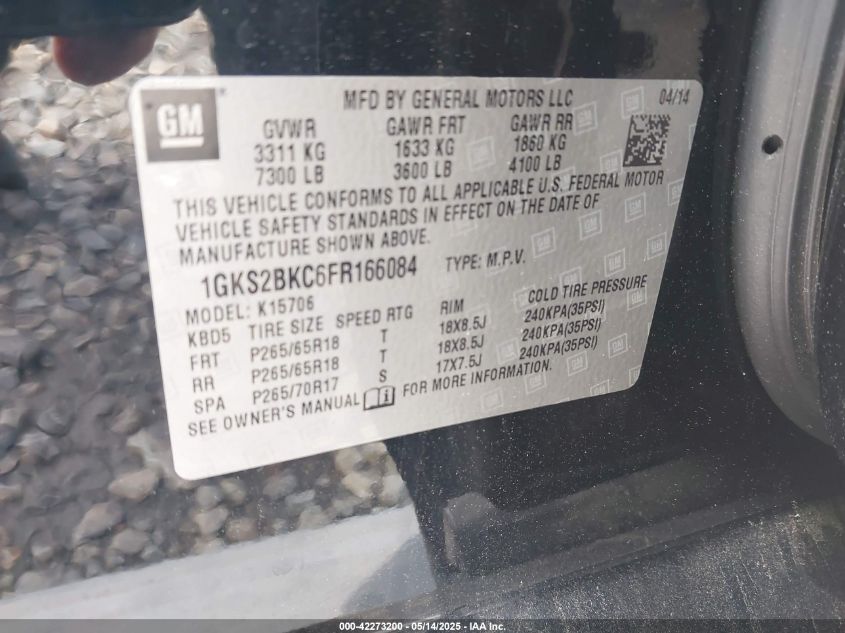 GM
MFD BY GENERAL MOTORS LLC 04/14
GVWR GAWR FRT GAWR RR
3311 KG 1633 KG 1860 KG
7300 LB 3600 LB 4100 LB
THIS VEHICLE CONFORMS TO ALL APPLICABLE U.S. FEDERAL MOTOR
VEHICLE SAFETY STANDARDS IN EFFECT ON THE DATE OF
MANUFACTURE SHOWN ABOVE.
1GKS2BKC6FR166084 TYPE: M.P.V.
MODEL: K15706
KBD5 TIRE SIZE SPEED RTG RIM COLD TIRE PRESSURE
FRT P265/65R18 T 18X8.5J 240KPA(35PSI)
RR P265/65R18 T 18X8.5J 240KPA(35PSI)
SPA P265/70R17 S 17X7.5J 240KPA(35PSI)
SEE OWNER'S MANUAL FOR MORE INFORMATION.
000-42273200 - 05/14/2025 - IAA Inc.